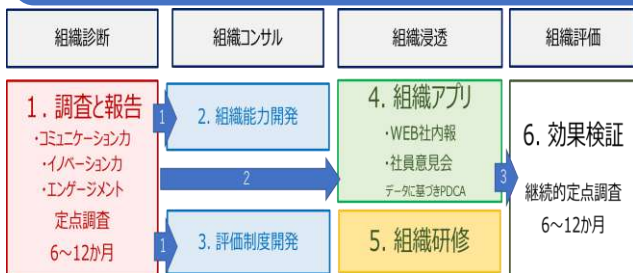 組織診断
組織コンサル
組織浸透
組織評価
1. 調査と報告
・コミュニケーション力
・イノベーション力
・エンゲージメント
定点調査
6～12か月
1
2. 組織能力開発
2
1
3. 評価制度開発
4. 組織アプリ
・WEB社内報
・社員意見会
データに基づきPDCA
3
5. 組織研修
6. 効果検証
継続的定点調査
6～12か月